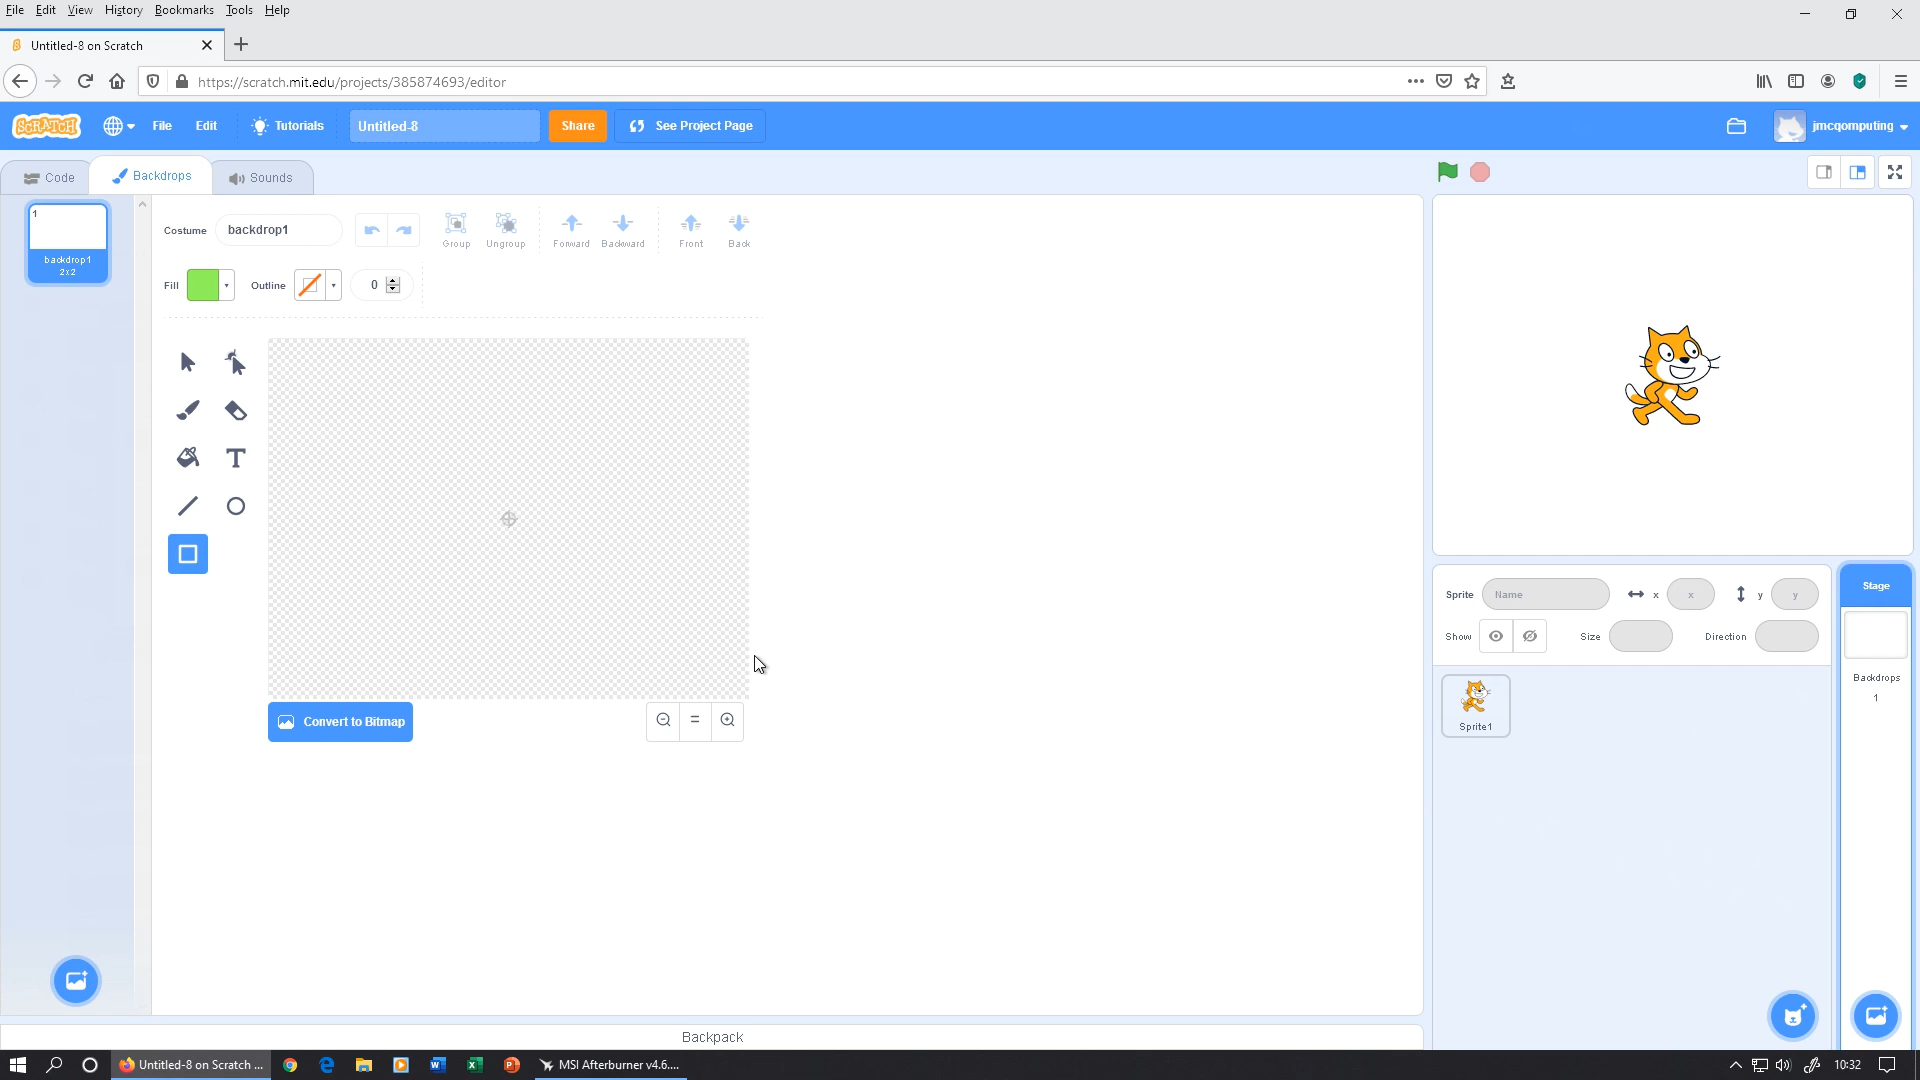 File Edit View History Bookmarks Tools Help
Untitled-8 on Scratch
https://scratch.mit.edu/projects/385874693/editor
SCRATCH File Edit Tutorials Untitled-8 Share See Project Page jmcqomputing
Code Backdrops Sounds
1
backdrop1
2x2
Costume backdrop1 Group Ungroup Forward Backward Front Back
Fill Outline 0
T
Convert to Bitmap =
Sprite Name x x y y
Show Size Direction
Sprite1
Stage
Backdrops
1
Backpack
Untitled-8 on Scratch ... MSI Afterburner v4.6.... 10:32